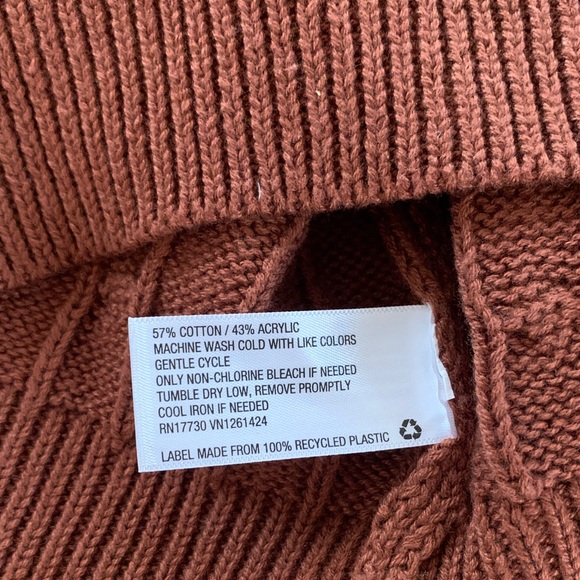 57% COTTON / 43% ACRYLIC
MACHINE WASH COLD WITH LIKE COLORS
GENTLE CYCLE
ONLY NON-CHLORINE BLEACH IF NEEDED
TUMBLE DRY LOW, REMOVE PROMPTLY
COOL IRON IF NEEDED
RN17730 VN1261424
LABEL MADE FROM 100% RECYCLED PLASTIC